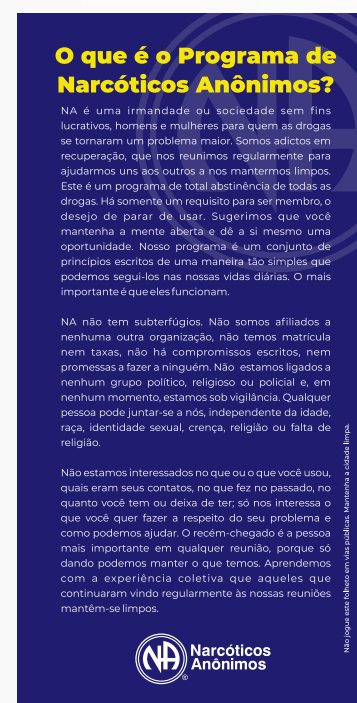 O que é o Programa de
Narcóticos Anônimos?
NA é uma irmandade ou sociedade sem fins
lucrativos, homens e mulheres para quem as drogas
se tornaram um problema maior. Somos adictos em
recuperação, que nos reunimos regularmente para
ajudarmos uns aos outros a nos mantermos limpos.
Este é um programa de total abstinência de todas as
drogas. Há somente um requisito para ser membro, o
desejo de parar de usar. Sugerimos que você
mantenha a mente aberta e dê a si mesmo uma
oportunidade. Nosso programa é um conjunto de
princípios escritos de uma maneira tão simples que
podemos segui-los nas nossas vidas diárias. O mais
importante é que eles funcionam.
NA não tem subterfúgios. Não somos afiliados a
nenhuma outra organização, não temos matrícula
nem taxas, não há compromissos escritos, nem
promessas a fazer a ninguém. Não estamos ligados a
nenhum grupo político, religioso ou policial e, em
nenhum momento, estamos sob vigilância. Qualquer
pessoa pode juntar-se a nós, independente da idade,
raça, identidade sexual, crença, religião ou falta de
religião.
Não estamos interessados no que ou o que você usou,
quais eram seus contatos, no que fez no passado, no
quanto você tem ou deixa de ter; só nos interessa o
que você quer fazer a respeito do seu problema e
como podemos ajudar. O recém-chegado é a pessoa
mais importante em qualquer reunião, porque só
dando podemos manter o que temos. Aprendemos
com a experiência coletiva que aqueles que
continuaram vindo regularmente às nossas reuniões
mantêm-se limpos.
NA
®
Narcóticos
Anônimos
Não jogue este folheto em vias públicas. Mantenha a cidade limpa.